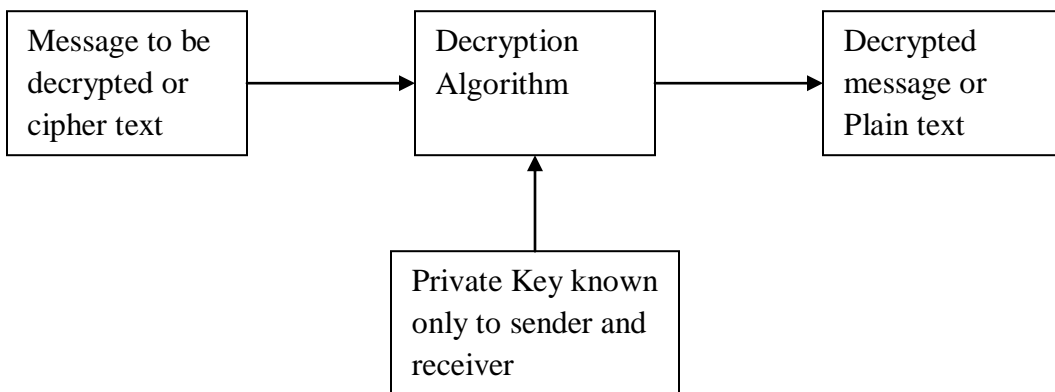 Message to be
decrypted or
cipher text
Decryption
Algorithm
Decrypted
message or
Plain text
Private Key known
only to sender and
receiver